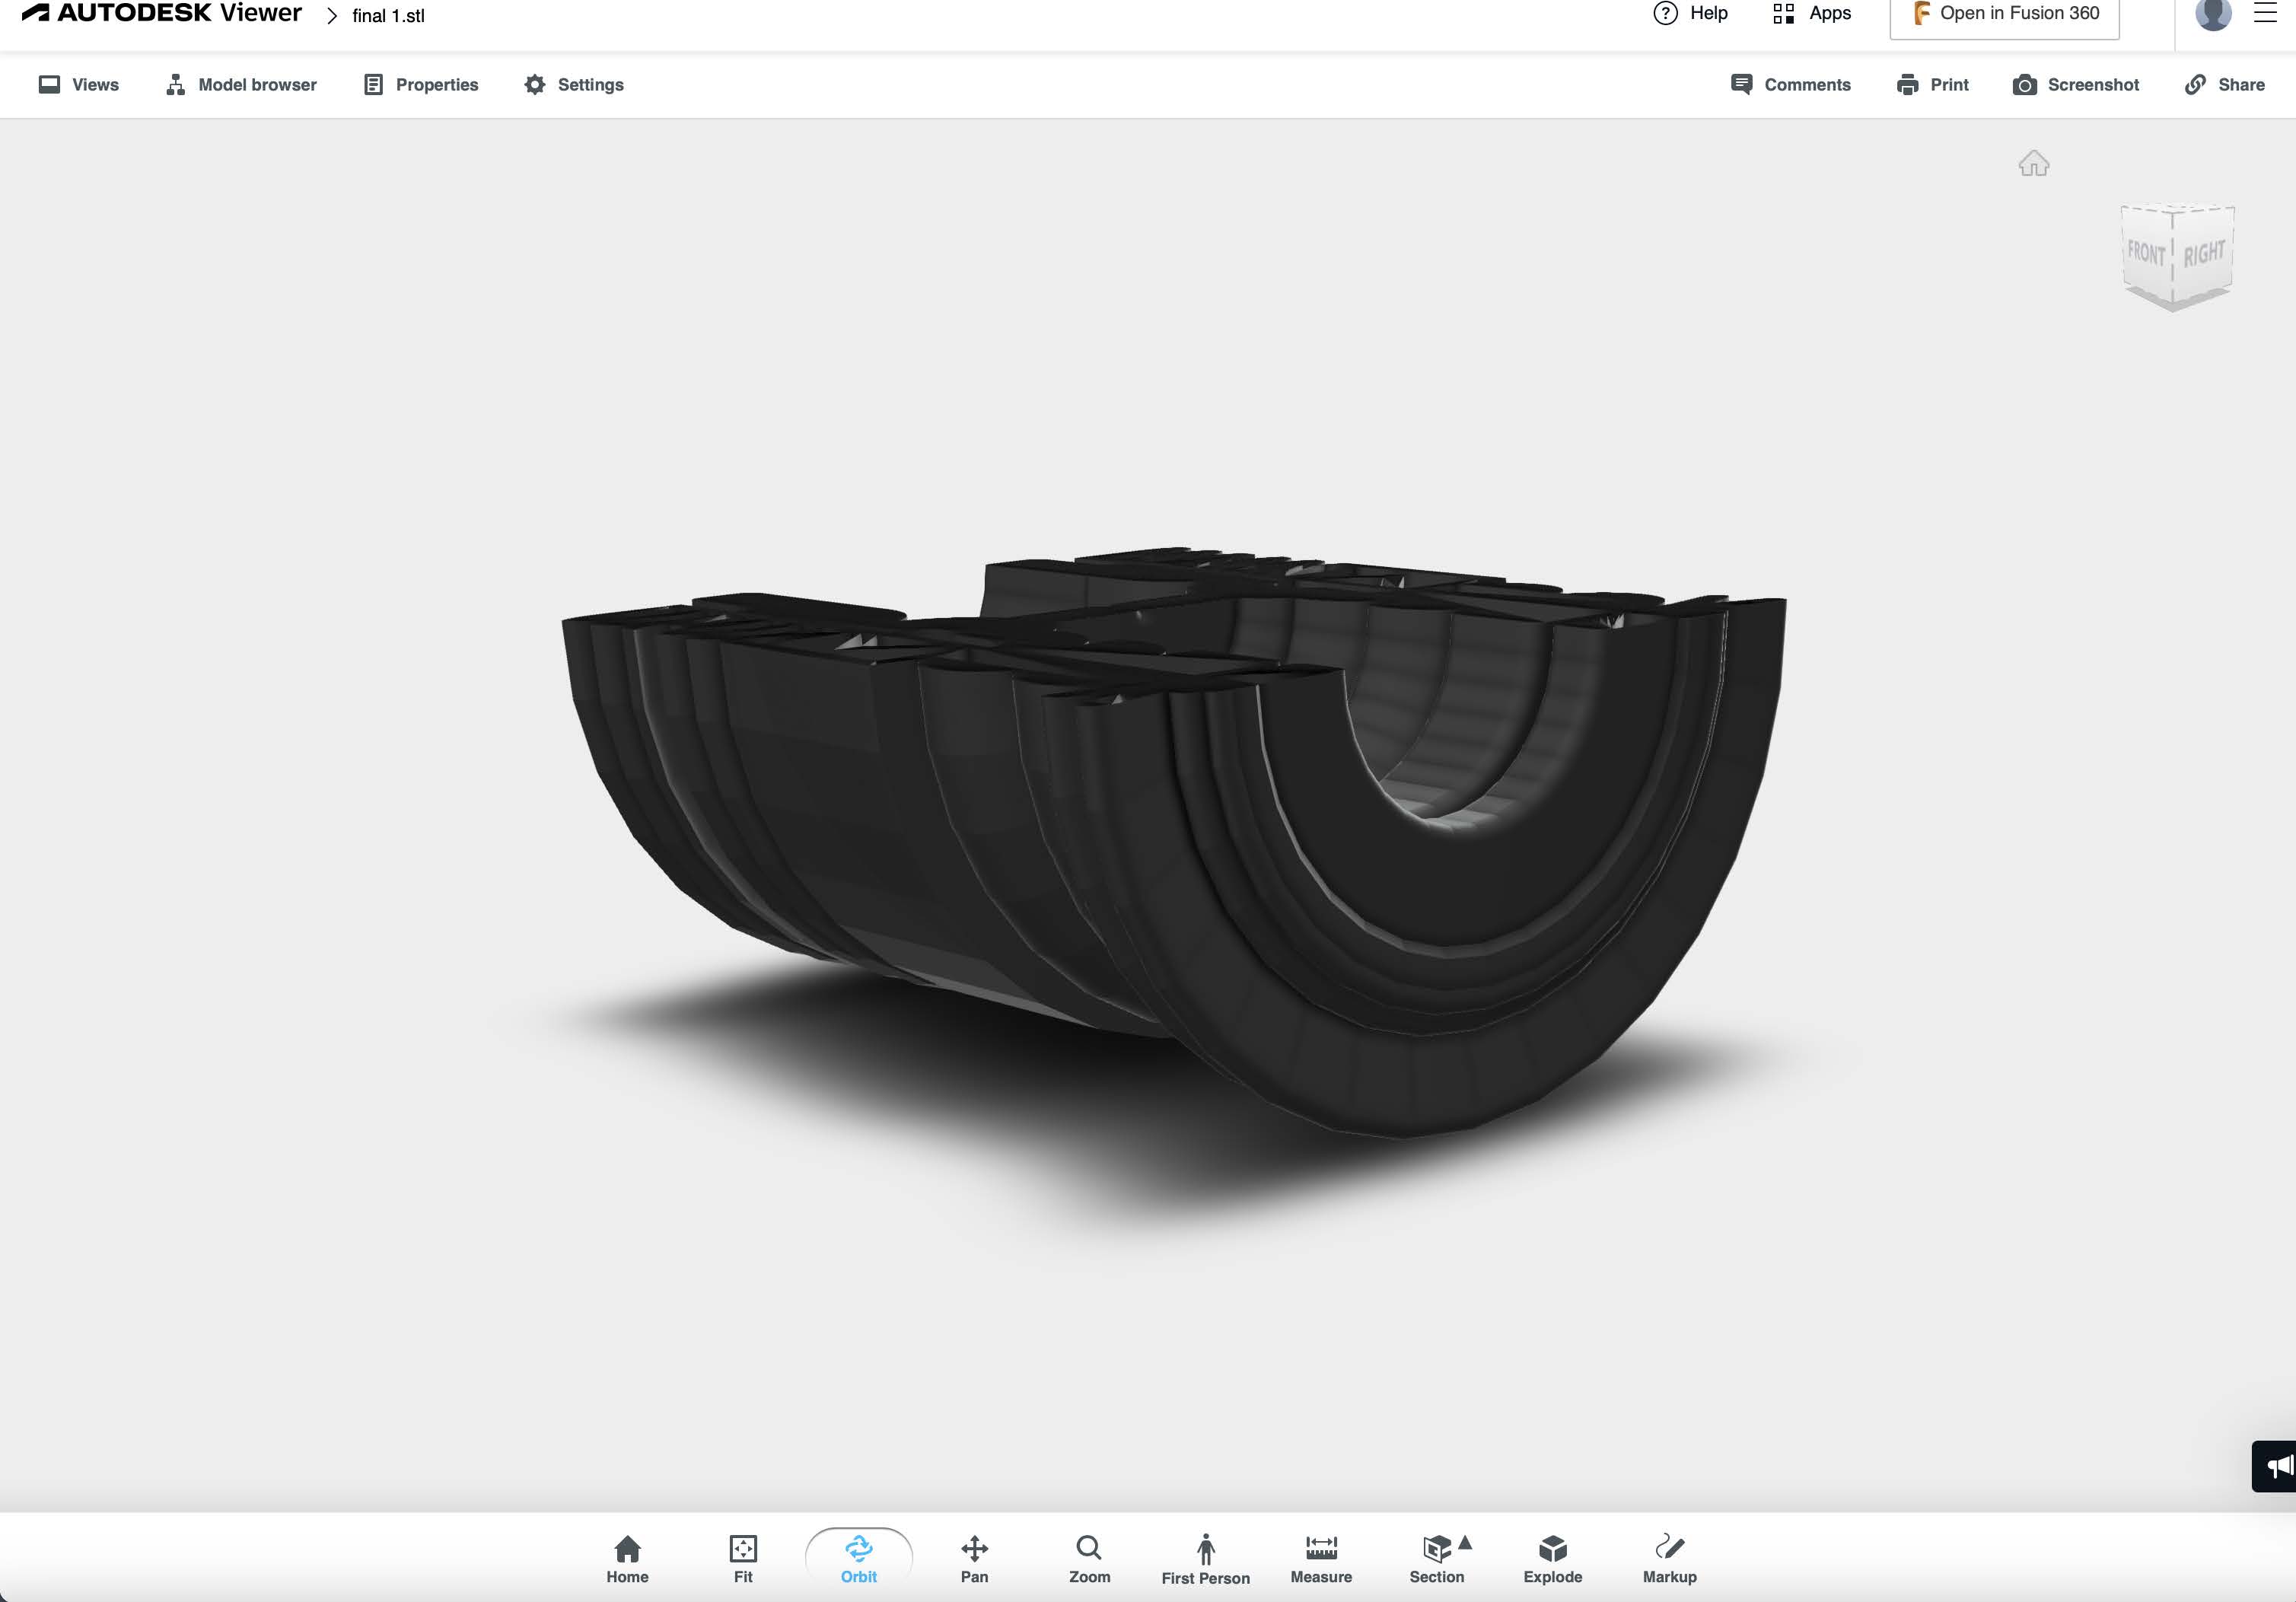 AUTODESK Viewer > final 1.stl
? Help Apps F Open in Fusion 360
Views Model browser Properties Settings
Comments Print Screenshot Share
FRONT RIGHT
Home Fit Orbit Pan Zoom First Person Measure Section Explode Markup